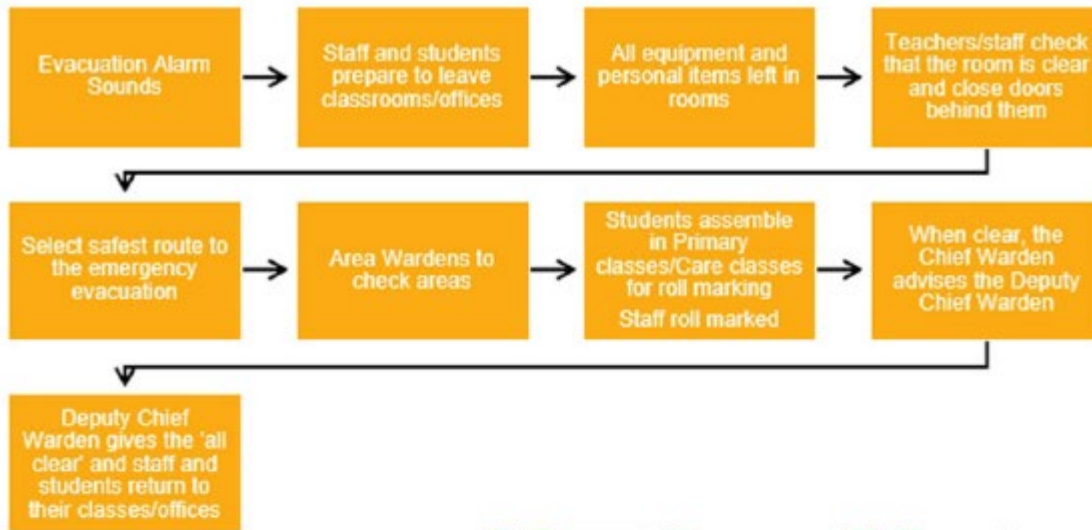 Evacuation Alarm
Sounds
Staff and students
prepare to leave
classrooms/offices
All equipment and
personal items left in
rooms
Teachers/staff check
that the room is clear
and close doors
behind them
Select safest route to
the emergency
evacuation
Area Wardens to
check areas
Students assemble
in Primary
classes/Care classes
for roll marking
Staff roll marked
When clear, the
Chief Warden
advises the Deputy
Chief Warden
Deputy Chief
Warden gives the 'all
clear' and staff and
students return to
their classes/offices